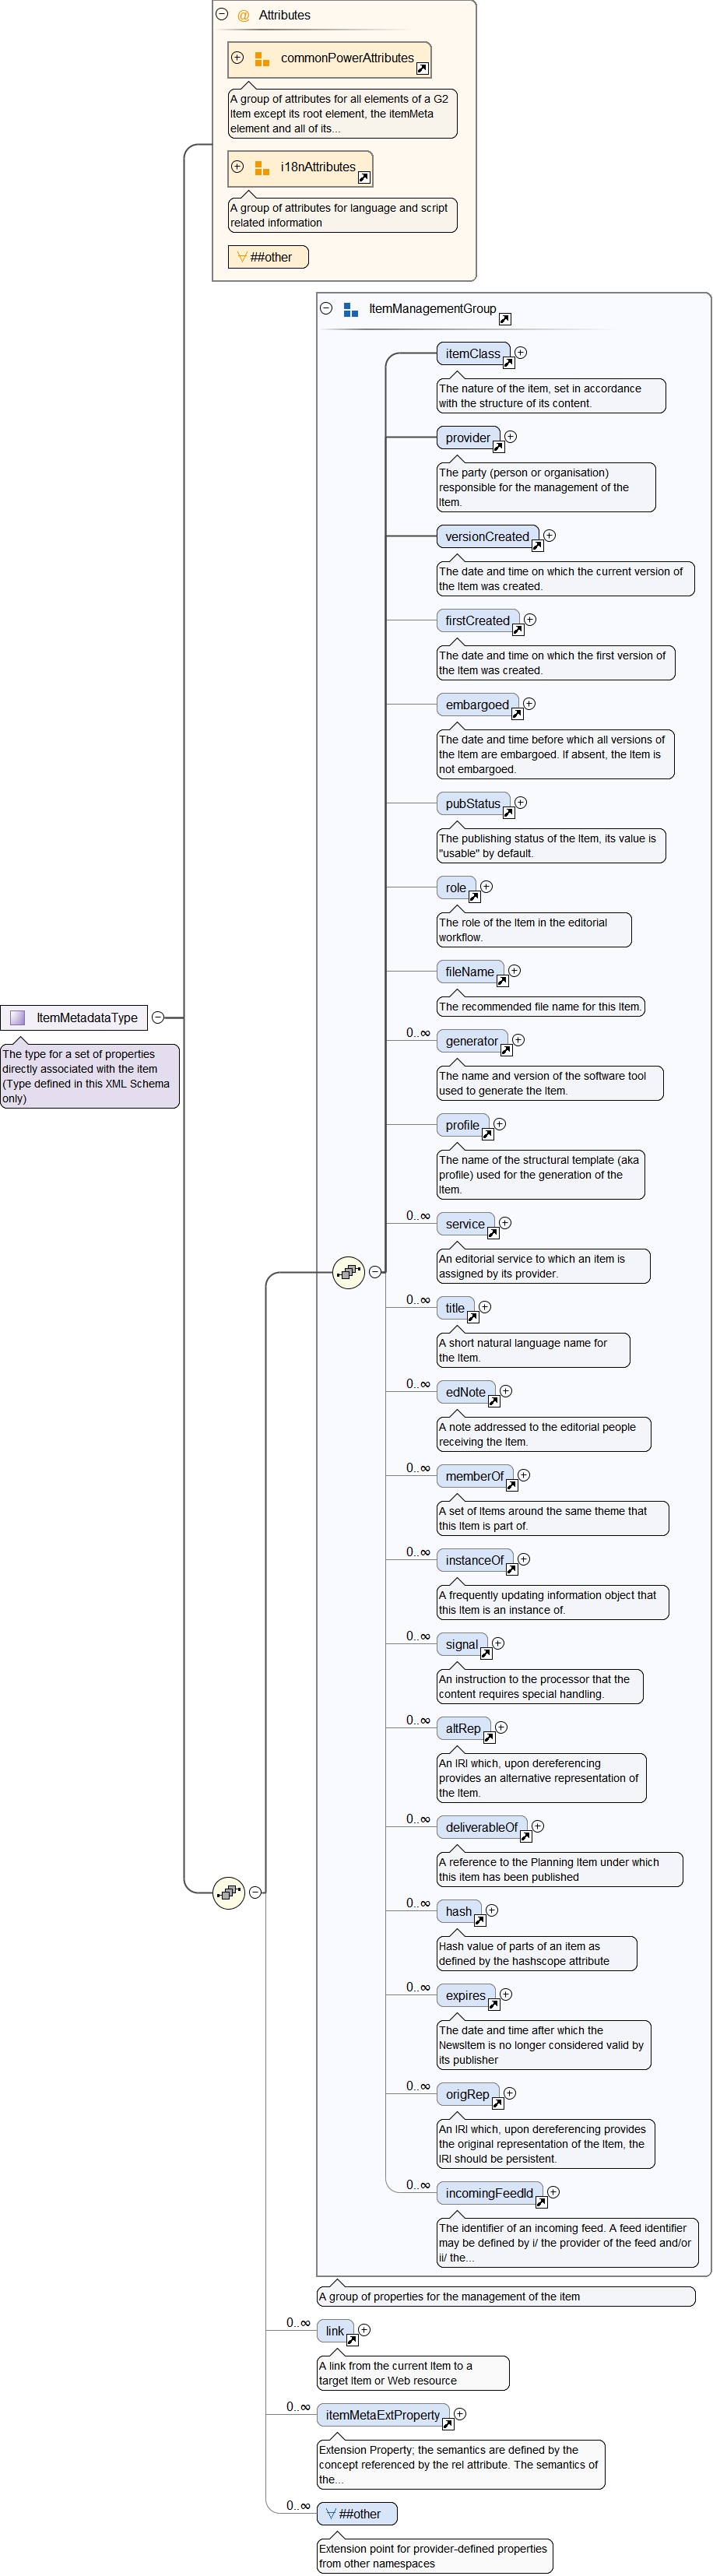 Attributes
commonPowerAttributes
A group of attributes for all elements of a G2
Item except its root element, the itemMeta
element and all of its...
i18nAttributes
A group of attributes for language and script
related information
##other
ItemManagementGroup
itemClass
The nature of the item, set in accordance
with the structure of its content.
provider
The party (person or organisation)
responsible for the management of the
Item.
versionCreated
The date and time on which the current version of
the Item was created.
firstCreated
The date and time on which the first version of
the Item was created.
embargoed
The date and time before which all versions of
the Item are embargoed. If absent, the Item is
not embargoed.
pubStatus
The publishing status of the Item, its value is
"usable" by default.
role
The role of the Item in the editorial
workflow.
fileName
The recommended file name for this Item.
ItemMetadataType
The type for a set of properties
directly associated with the item
(Type defined in this XML Schema
only)
0..∞ generator
The name and version of the software tool
used to generate the Item.
profile
The name of the structural template (aka
profile) used for the generation of the
Item.
0..∞ service
An editorial service to which an item is
assigned by its provider.
0..∞ title
A short natural language name for
the Item.
0..∞ edNote
A note addressed to the editorial people
receiving the Item.
0..∞ memberOf
A set of Items around the same theme that
this Item is part of.
0..∞ instanceOf
A frequently updating information object that
this Item is an instance of.
0..∞ signal
An instruction to the processor that the
content requires special handling.
0..∞ altRep
An IRI which, upon dereferencing
provides an alternative representation of
the Item.
0..∞ deliverableOf
A reference to the Planning Item under which
this item has been published
0..∞ hash
Hash value of parts of an item as
defined by the hashscope attribute
0..∞ expires
The date and time after which the
NewsItem is no longer considered valid by
its publisher
0..∞ origRep
An IRI which, upon dereferencing provides
the original representation of the Item, the
IRI should be persistent.
0..∞ incomingFeedId
The identifier of an incoming feed. A feed identifier
may be defined by i/ the provider of the feed and/or
ii/ the...
A group of properties for the management of the item
0..∞ link
A link from the current Item to a
target Item or Web resource
0..∞ itemMetaExtProperty
Extension Property; the semantics are defined by the
concept referenced by the rel attribute. The semantics of
the...
0..∞ ##other
Extension point for provider-defined properties
from other namespaces